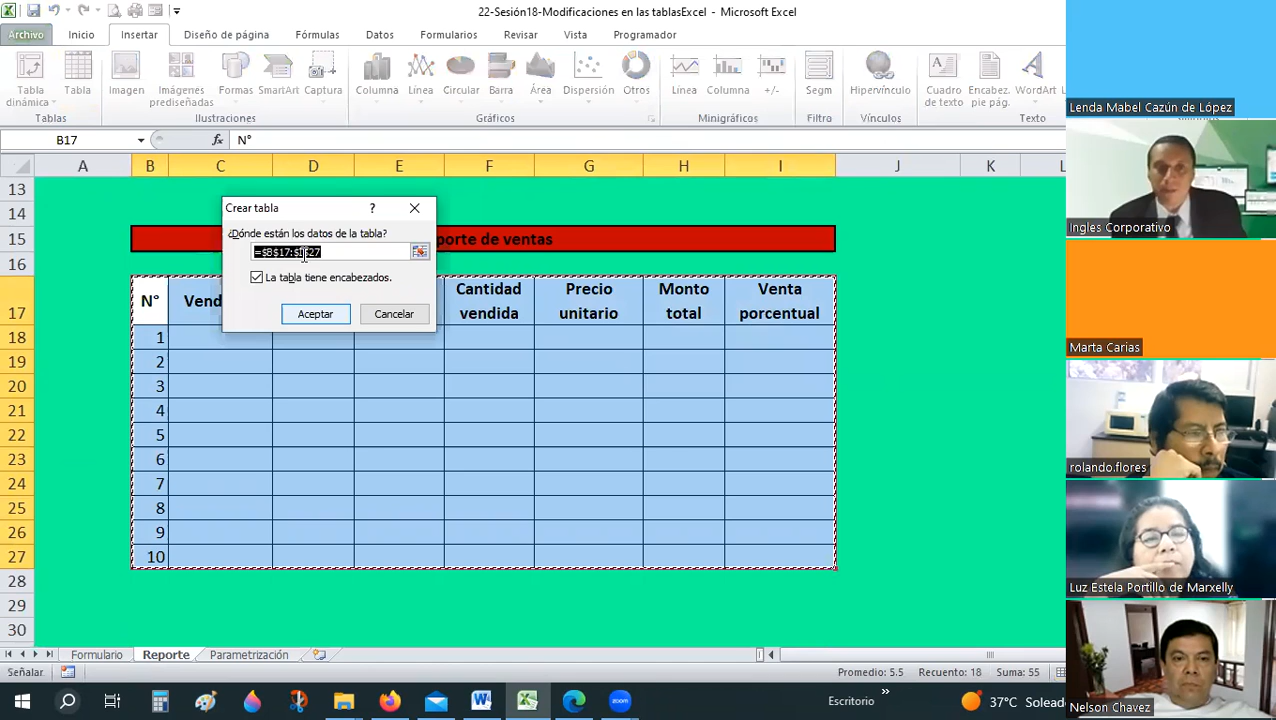 22-Sesión18-Modificaciones en las tablasExcel - Microsoft Excel
Archivo Inicio Insertar Diseño de página Fórmulas Datos Formularios Revisar Vista Programador
Tabla dinámica Tabla Imagen Imágenes prediseñadas Formas SmartArt Captura Columna Línea Circular Barra Área Dispersión Otros Línea Columna +/- Segm Hipervínculo Cuadro de texto Encabez. pie pág. WordArt
Tablas Ilustraciones Gráficos Minigráficos Filtro Vínculos Texto
B17 fx N°
A B C D E F G H I J K L
13
14
15 porte de ventas
16
17 N° Vend Cantidad vendida Precio unitario Monto total Venta porcentual
18 1
19 2
20 3
21 4
22 5
23 6
24 7
25 8
26 9
27 10
28
29
30
Crear tabla ?
¿Dónde están los datos de la tabla?
=$B$17:$I$27
La tabla tiene encabezados.
Aceptar Cancelar
Formulario Reporte Parametrización
Señalar Promedio: 5.5 Recuento: 18 Suma: 55
zoom Escritorio » 37°C Soleado
Lenda Mabel Cazún de López
Ingles Corporativo
Marta Carias
rolando.flores
Luz Estela Portillo de Marxelly
Nelson Chavez